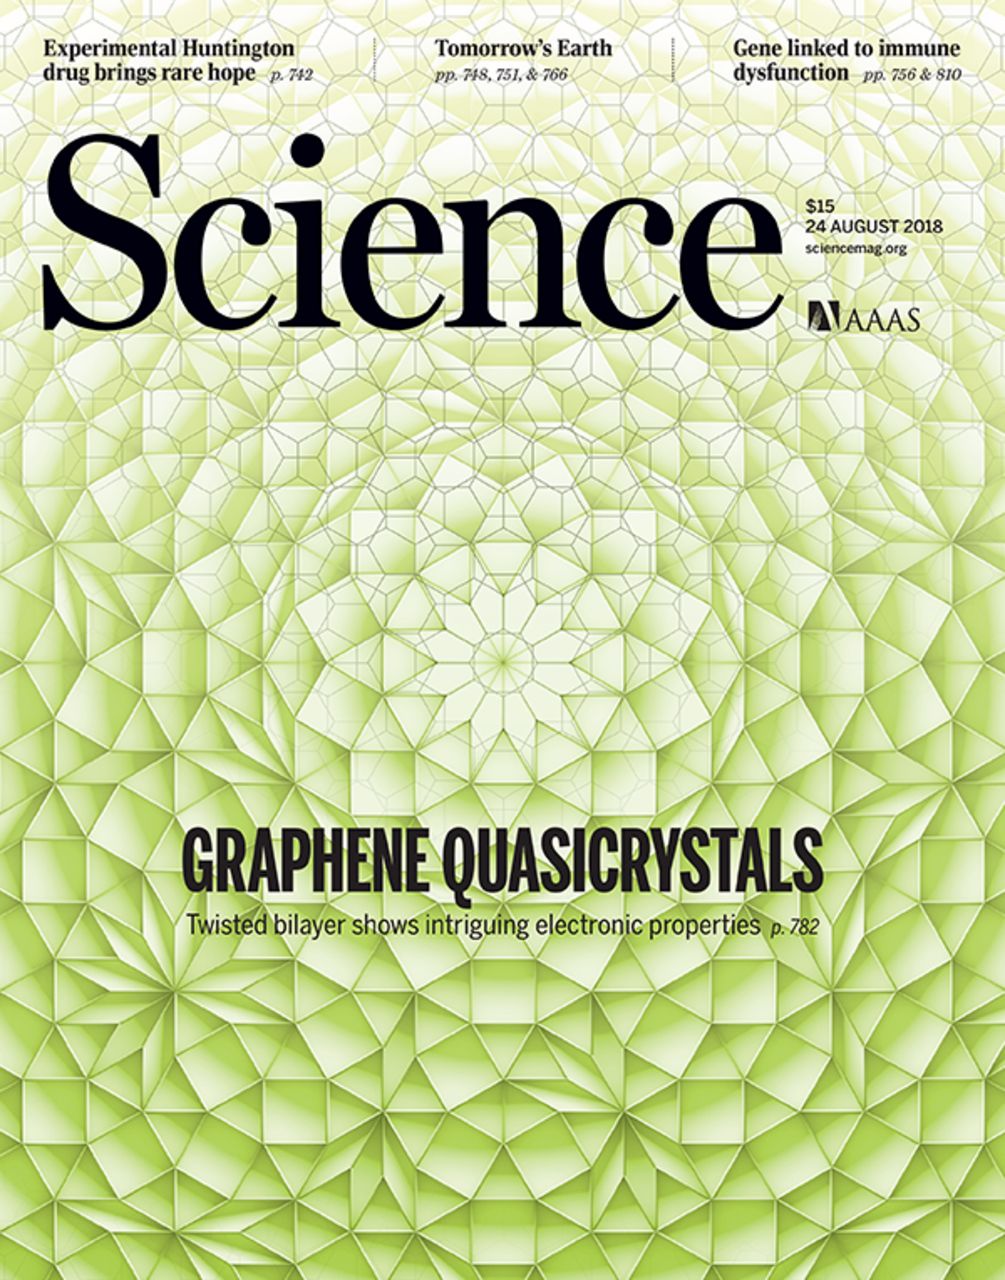 Experimental Huntington
drug brings rare hope p. 742
Tomorrow's Earth
pp. 748, 751, & 766
Gene linked to immune
dysfunction pp. 756 & 810
Science
$15
24 AUGUST 2018
sciencemag.org
AAAS
GRAPHENE QUASICRYSTALS
Twisted bilayer shows intriguing electronic properties p. 782